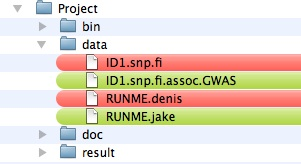 Project
bin
data
ID1.snp.fi
ID1.snp.fi.assoc.GWAS
RUNME.denis
RUNME.jake
doc
result